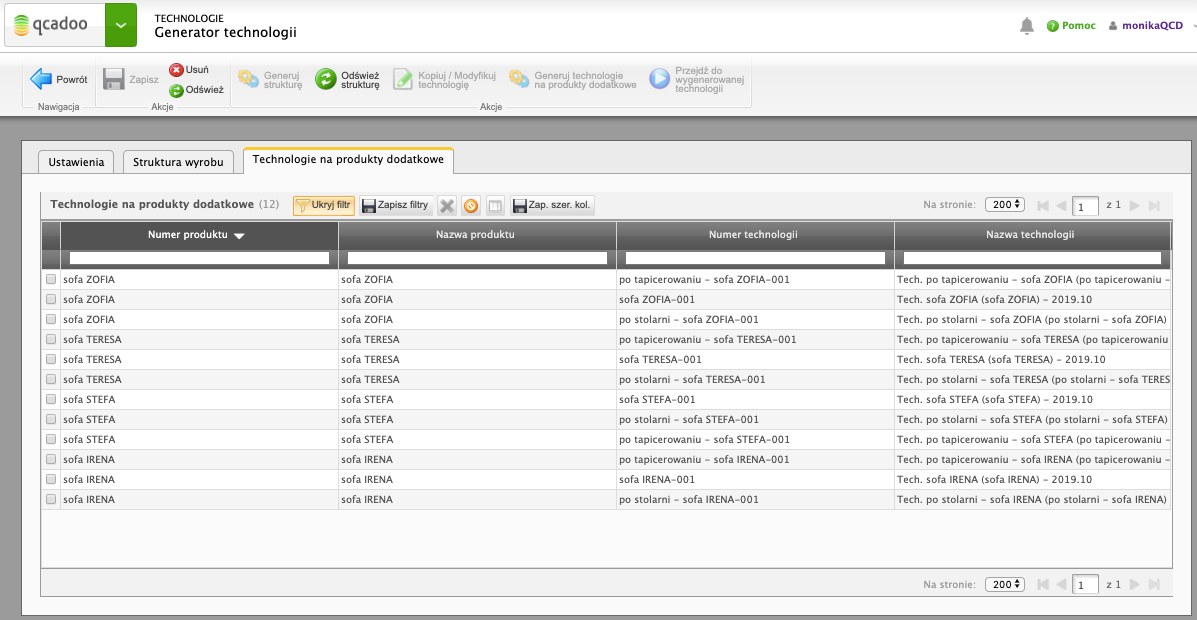 qcadoo
TECHNOLOGIE
Generator technologii
Pomoc
monikaQCD
Powrót
Zapisz
Usuń
Odśwież
Generuj
strukturę
Odśwież
strukturę
Kopiuj / Modyfikuj
technologię
Generuj technologie
na produkty dodatkowe
Przejdź do
wygenerowanej
technologii
Nawigacja
Akcje
Akcje
Ustawienia
Struktura wyrobu
Technologie na produkty dodatkowe
Technologie na produkty dodatkowe (12)
Ukryj filtr
Zapisz filtry
Zap. szer. kol.
Na stronie: 200 1 z 1
Numer produktu Nazwa produktu Numer technologii Nazwa technologii
sofa ZOFIA sofa ZOFIA po tapicerowaniu - sofa ZOFIA-001 Tech. po tapicerowaniu - sofa ZOFIA (po tapicerowaniu -
sofa ZOFIA sofa ZOFIA sofa ZOFIA-001 Tech. sofa ZOFIA (sofa ZOFIA) - 2019.10
sofa ZOFIA sofa ZOFIA po stolarni - sofa ZOFIA-001 Tech. po stolarni - sofa ZOFIA (po stolarni - sofa ZOFIA)
sofa TERESA sofa TERESA po tapicerowaniu - sofa TERESA-001 Tech. po tapicerowaniu - sofa TERESA (po tapicerowaniu
sofa TERESA sofa TERESA sofa TERESA-001 Tech. sofa TERESA (sofa TERESA) - 2019.10
sofa TERESA sofa TERESA po stolarni - sofa TERESA-001 Tech. po stolarni - sofa TERESA (po stolarni - sofa TERES
sofa STEFA sofa STEFA sofa STEFA-001 Tech. sofa STEFA (sofa STEFA) - 2019.10
sofa STEFA sofa STEFA po stolarni - sofa STEFA-001 Tech. po stolarni - sofa STEFA (po stolarni - sofa STEFA)
sofa STEFA sofa STEFA po tapicerowaniu - sofa STEFA-001 Tech. po tapicerowaniu - sofa STEFA (po tapicerowaniu -
sofa IRENA sofa IRENA po tapicerowaniu - sofa IRENA-001 Tech. po tapicerowaniu - sofa IRENA (po tapicerowaniu -
sofa IRENA sofa IRENA sofa IRENA-001 Tech. sofa IRENA (sofa IRENA) - 2019.10
sofa IRENA sofa IRENA po stolarni - sofa IRENA-001 Tech. po stolarni - sofa IRENA (po stolarni - sofa IRENA)
Na stronie: 200 1 z 1